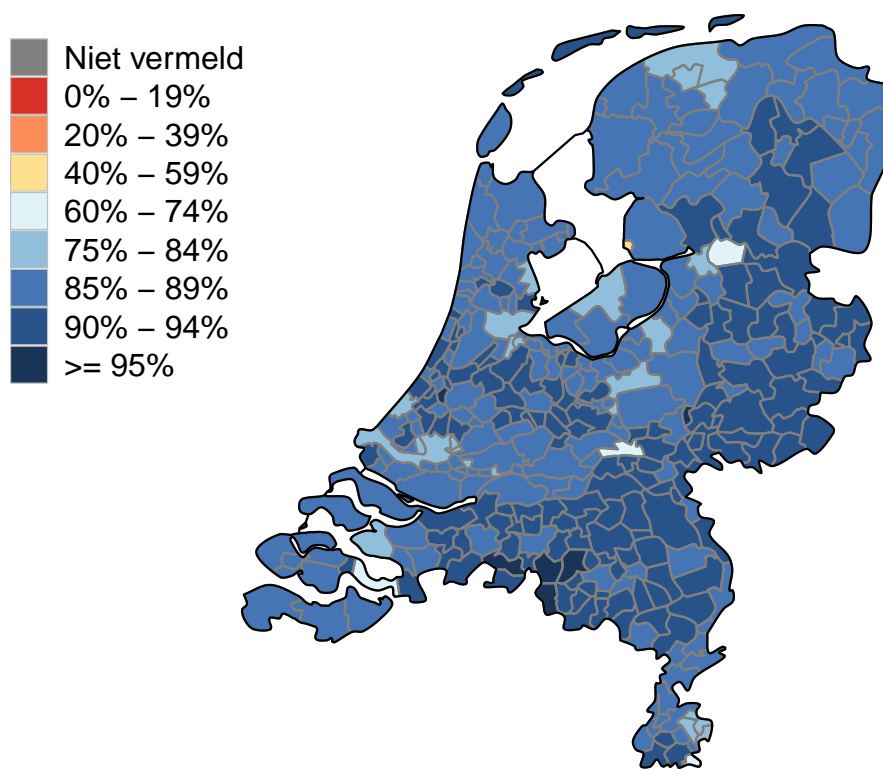 Niet vermeld
0% – 19%
20% – 39%
40% – 59%
60% – 74%
75% – 84%
85% – 89%
90% – 94%
>= 95%